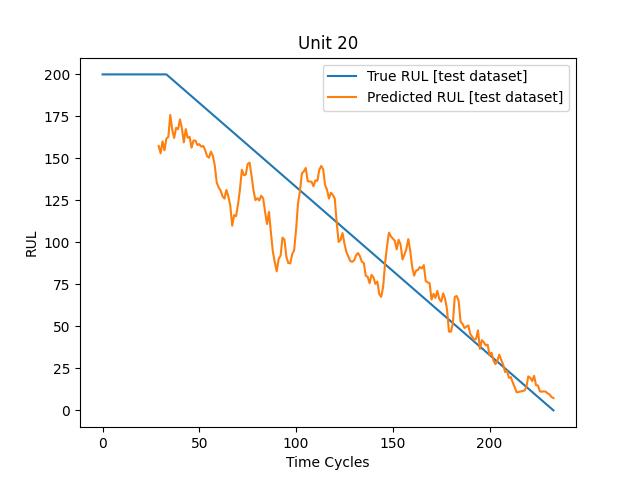 Unit 20
True RUL [test dataset]
Predicted RUL [test dataset]
200
175
150
125
100
75
50
25
0
RUL
0 50 100 150 200
Time Cycles